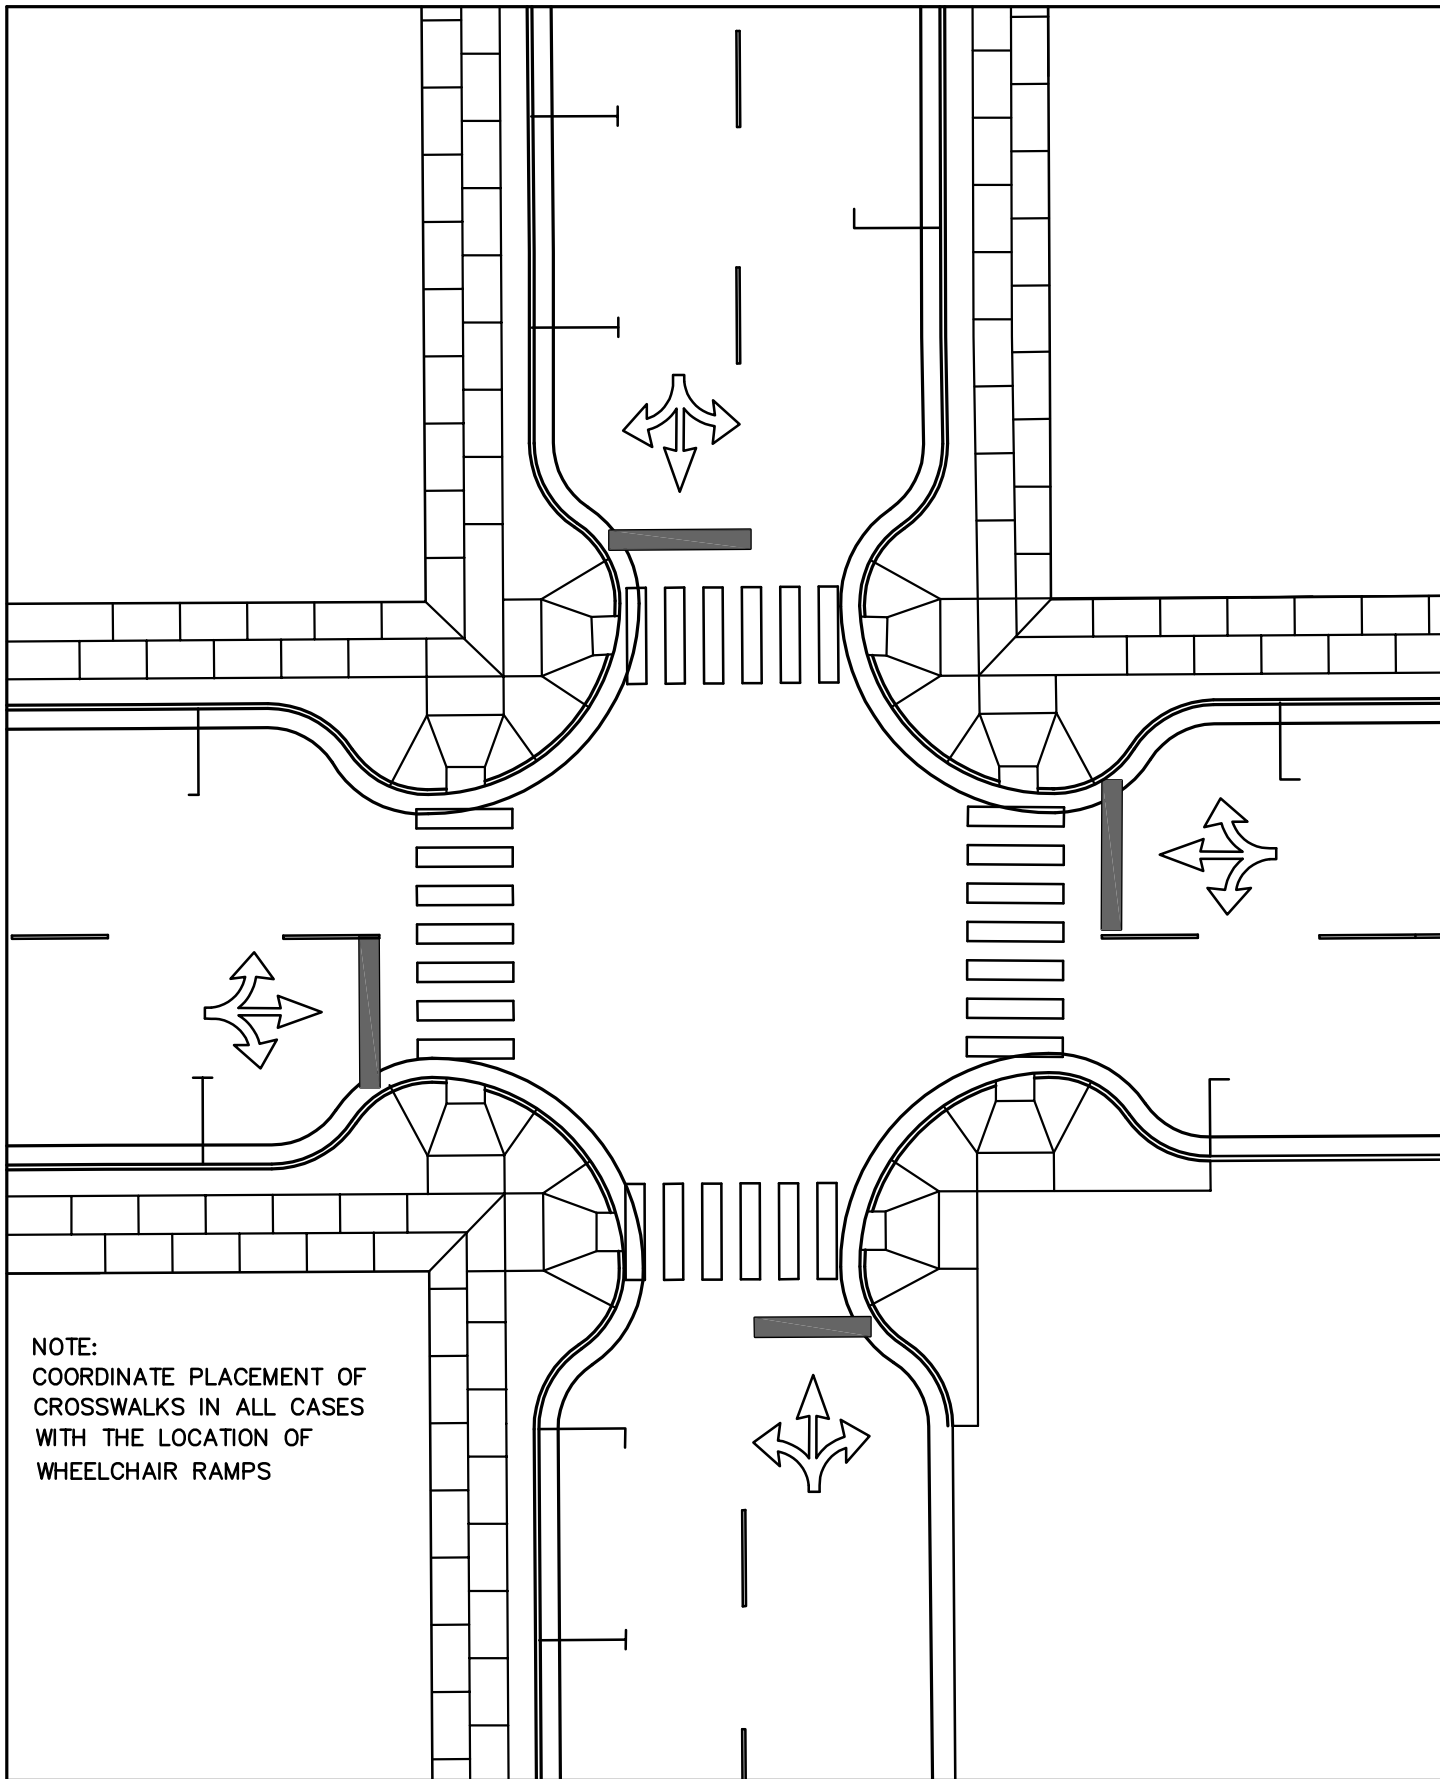 NOTE:
COORDINATE PLACEMENT OF
CROSSWALKS IN ALL CASES
WITH THE LOCATION OF
WHEELCHAIR RAMPS